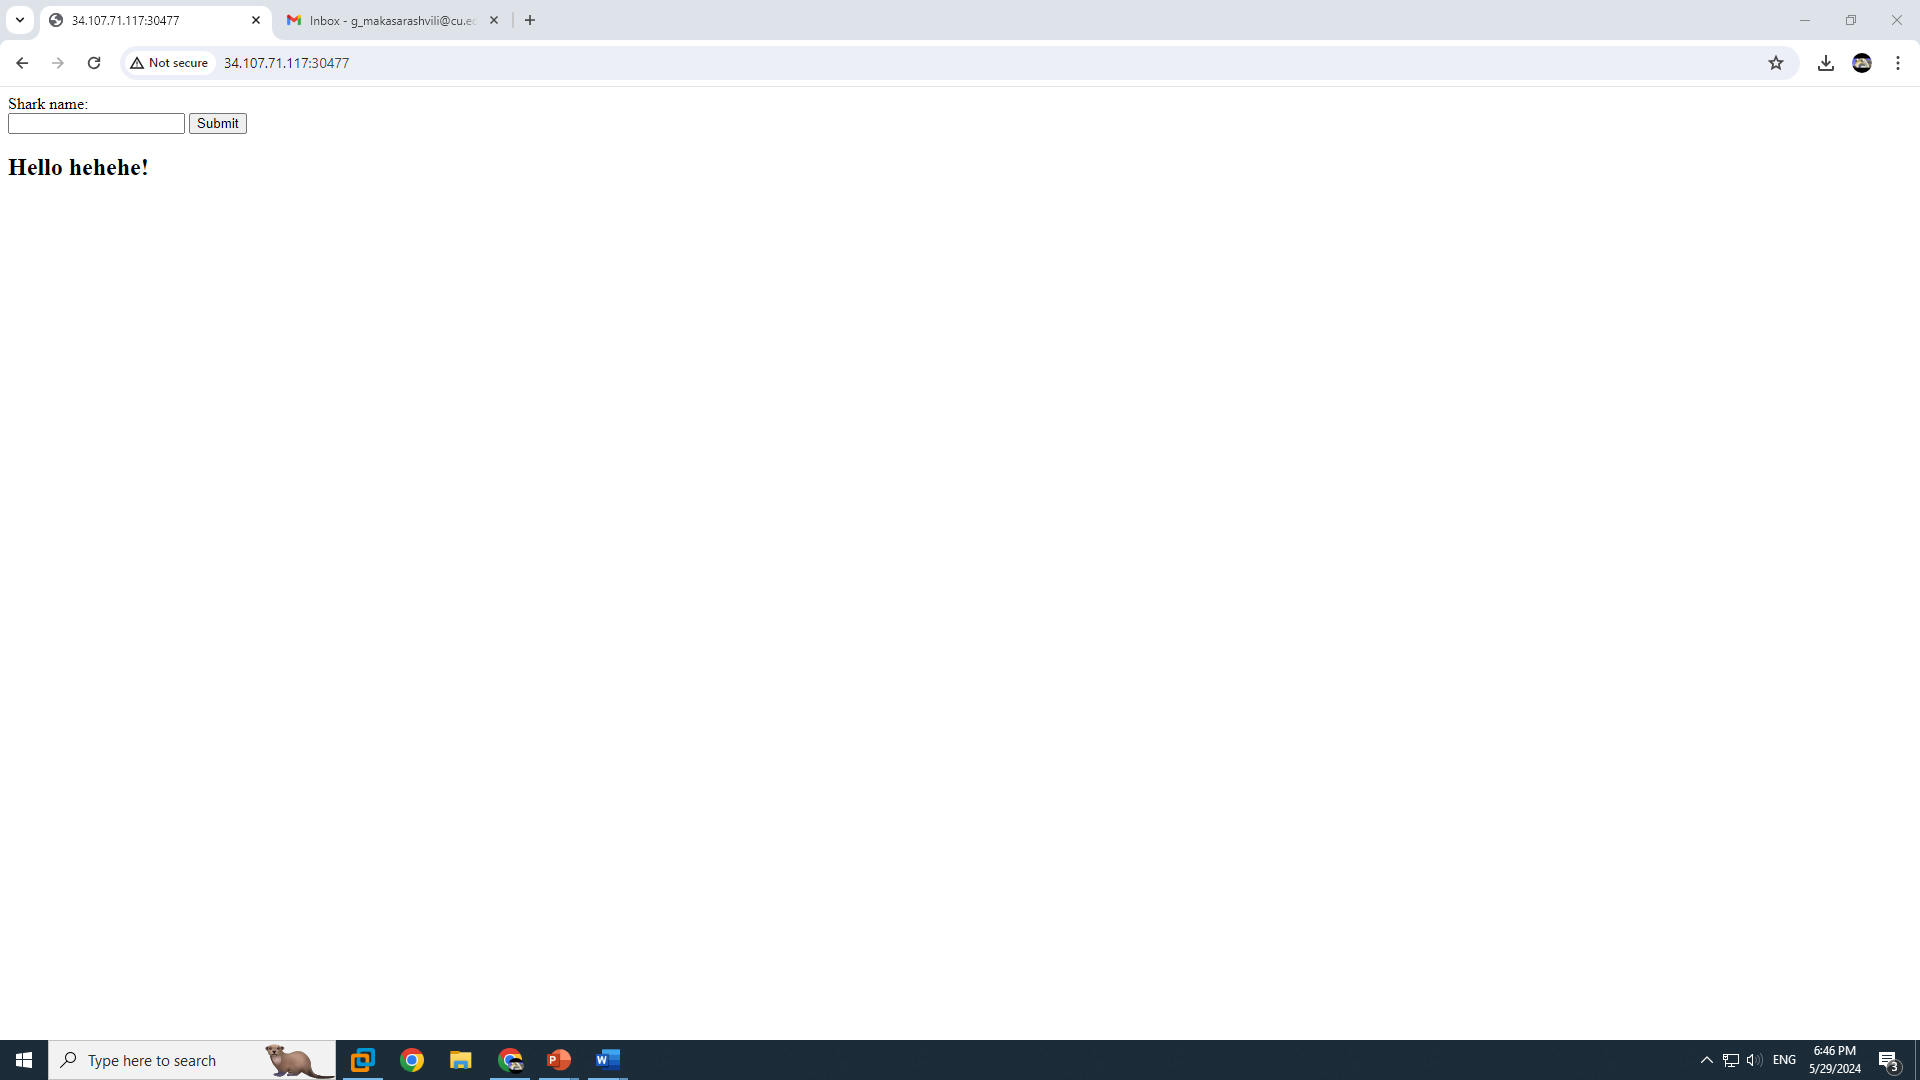 34.107.71.117:30477
Inbox - g_makasarashvili@cu.ec
Not secure
34.107.71.117:30477
Shark name:
Submit
Hello hehehe!
Type here to search
P
W
ENG
6:46 PM
5/29/2024
3